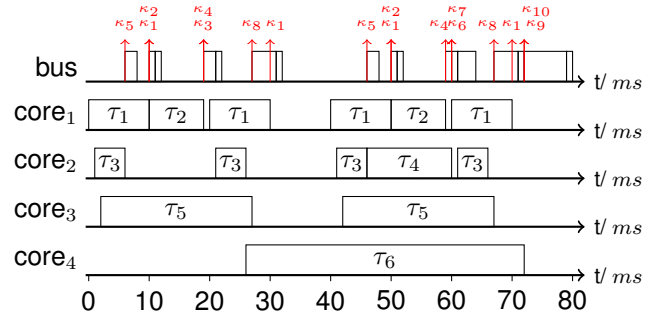 κ2 κ4 κ2 κ7 κ10
κ5 κ1 κ3 κ8 κ1 κ5 κ1 κ4 κ6 κ8 κ1 κ9
bus t/ ms
core1 τ1 τ2 τ1 τ1 τ2 τ1 t/ ms
core2 τ3 τ3 τ3 τ4 τ3 t/ ms
core3 τ5 τ5 t/ ms
core4 τ6 t/ ms
0 10 20 30 40 50 60 70 80